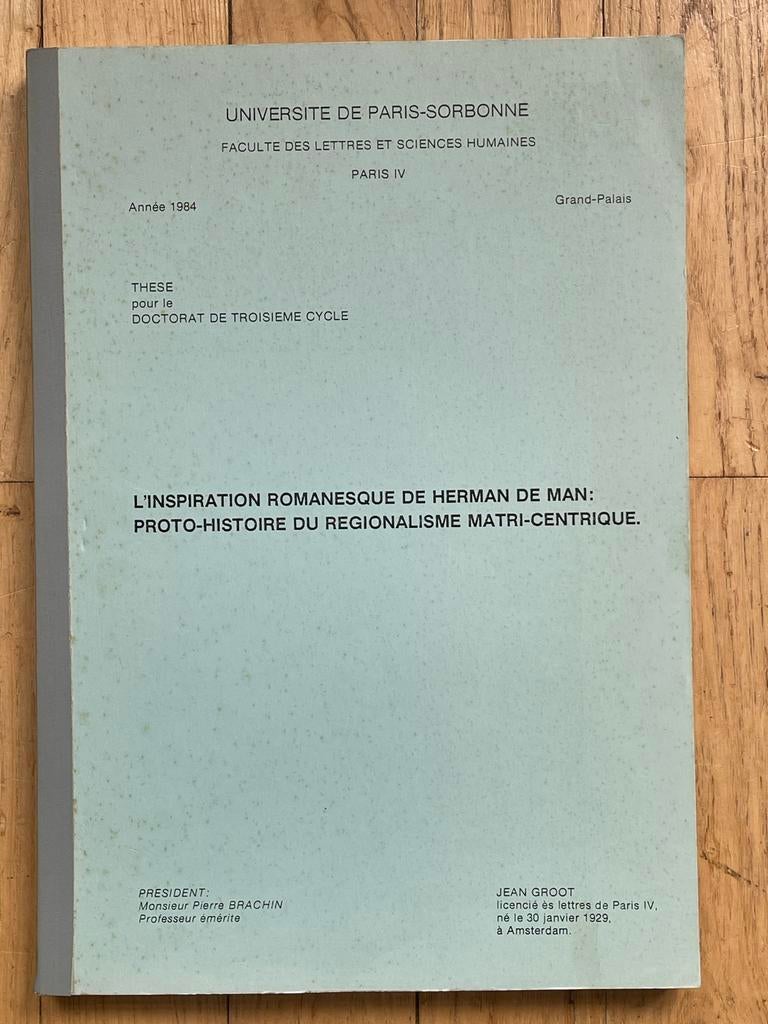 UNIVERSITE DE PARIS-SORBONNE
FACULTE DES LETTRES ET SCIENCES HUMAINES
PARIS IV
Année 1984
Grand-Palais
THESE
pour le
DOCTORAT DE TROISIEME CYCLE
L'INSPIRATION ROMANESQUE DE HERMAN DE MAN:
PROTO-HISTOIRE DU REGIONALISME MATRI-CENTRIQUE.
PRESIDENT:
Monsieur Pierre BRACHIN
Professeur émérite
JEAN GROOT
licencié ès lettres de Paris IV,
né le 30 janvier 1929,
à Amsterdam.